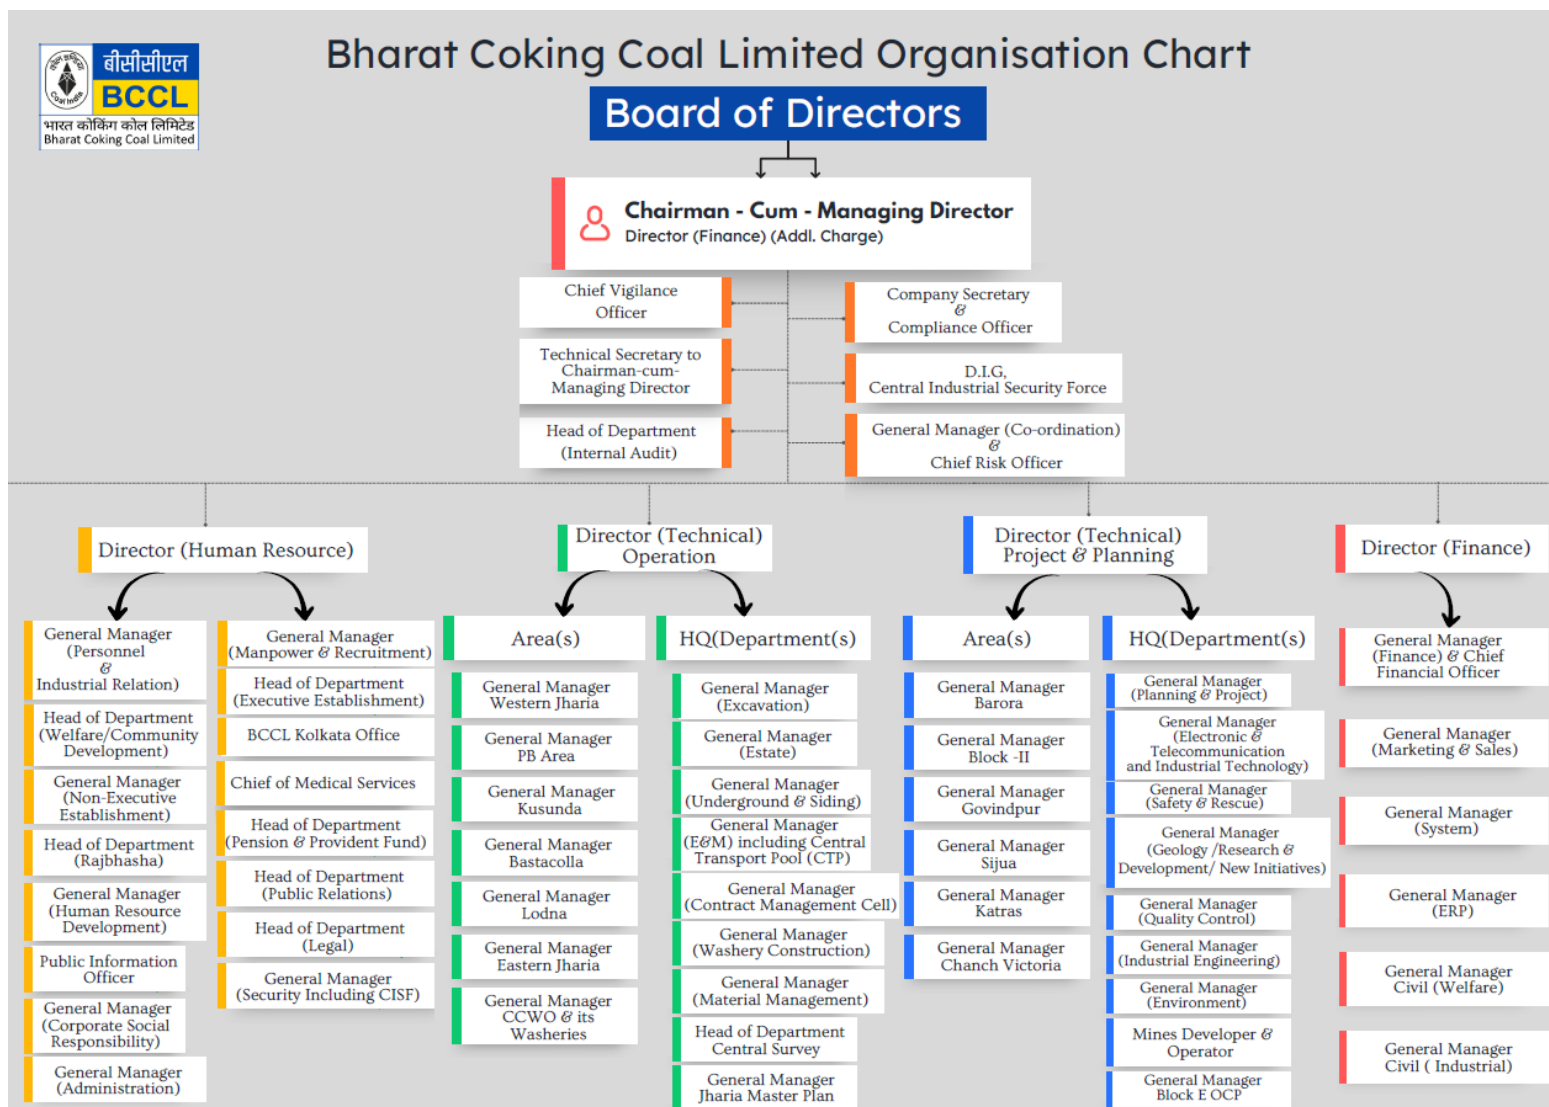 Bharat Coking Coal Limited Organisation Chart
बीसीसीएल
BCCL
Coal India
भारत कोकिंग कोल लिमिटेड
Bharat Coking Coal Limited
Board of Directors
Chairman - Cum - Managing Director
Director (Finance) (Addl. Charge)
Chief Vigilance
Officer
Technical Secretary to
Chairman-cum-
Managing Director
Head of Department
(Internal Audit)
Company Secretary
&
Compliance Officer
D.I.G,
Central Industrial Security Force
General Manager (Co-ordination)
&
Chief Risk Officer
Director (Human Resource)
General Manager
(Personnel
&
Industrial Relation)
Head of Department
(Welfare/Community
Development)
General Manager
(Non-Executive
Establishment)
Head of Department
(Rajbhasha)
General Manager
(Human Resource
Development)
Public Information
Officer
General Manager
(Corporate Social
Responsibility)
General Manager
(Administration)
General Manager
(Manpower & Recruitment)
Head of Department
(Executive Establishment)
BCCL Kolkata Office
Chief of Medical Services
Head of Department
(Pension & Provident Fund)
Head of Department
(Public Relations)
Head of Department
(Legal)
General Manager
(Security Including CISF)
Director (Technical)
Operation
Area(s)
General Manager
Western Jharia
General Manager
PB Area
General Manager
Kusunda
General Manager
Bastacolla
General Manager
Lodna
General Manager
Eastern Jharia
General Manager
CCWO & its
Washeries
HQ(Department(s)
General Manager
(Excavation)
General Manager
(Estate)
General Manager
(Underground & Siding)
General Manager
(E&M) including Central
Transport Pool (CTP)
General Manager
(Contract Management Cell)
General Manager
(Washery Construction)
General Manager
(Material Management)
Head of Department
Central Survey
General Manager
Jharia Master Plan
Director (Technical)
Project & Planning
Area(s)
General Manager
Barora
General Manager
Block -II
General Manager
Govindpur
General Manager
Sijua
General Manager
Katras
General Manager
Chanch Victoria
HQ(Department(s)
General Manager
(Planning & Project)
General Manager
(Electronic &
Telecommunication
and Industrial Technology)
General Manager
(Safety & Rescue)
General Manager
(Geology /Research &
Development/ New Initiatives)
General Manager
(Quality Control)
General Manager
(Industrial Engineering)
General Manager
(Environment)
Mines Developer &
Operator
General Manager
Block E OCP
Director (Finance)
General Manager
(Finance) & Chief
Financial Officer
General Manager
(Marketing & Sales)
General Manager
(System)
General Manager
(ERP)
General Manager
Civil (Welfare)
General Manager
Civil ( Industrial)